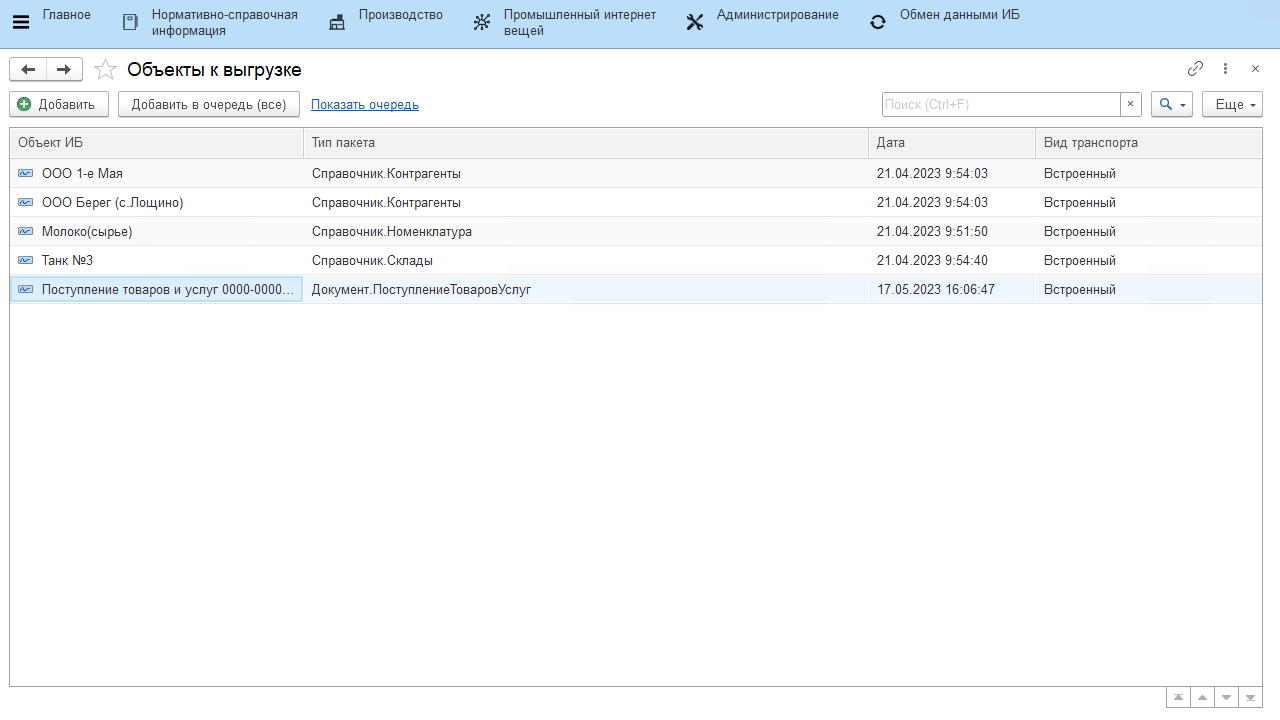 Главное
Нормативно-справочная
информация
Производство
Промышленный интернет
вещей
Администрирование
Обмен данными ИБ
Объекты к выгрузке
Добавить
Добавить в очередь (все)
Показать очередь
Поиск (Ctrl+F)
×
Еще
Объект ИБ Тип пакета Дата Вид транспорта
ООО 1-е Мая Справочник.Контрагенты 21.04.2023 9:54:03 Встроенный
ООО Берег (с.Лощино) Справочник.Контрагенты 21.04.2023 9:54:03 Встроенный
Молоко(сырье) Справочник.Номенклатура 21.04.2023 9:51:50 Встроенный
Танк №3 Справочник.Склады 21.04.2023 9:54:40 Встроенный
Поступление товаров и услуг 0000-0000... Документ.ПоступлениеТоваровУслуг 17.05.2023 16:06:47 Встроенный